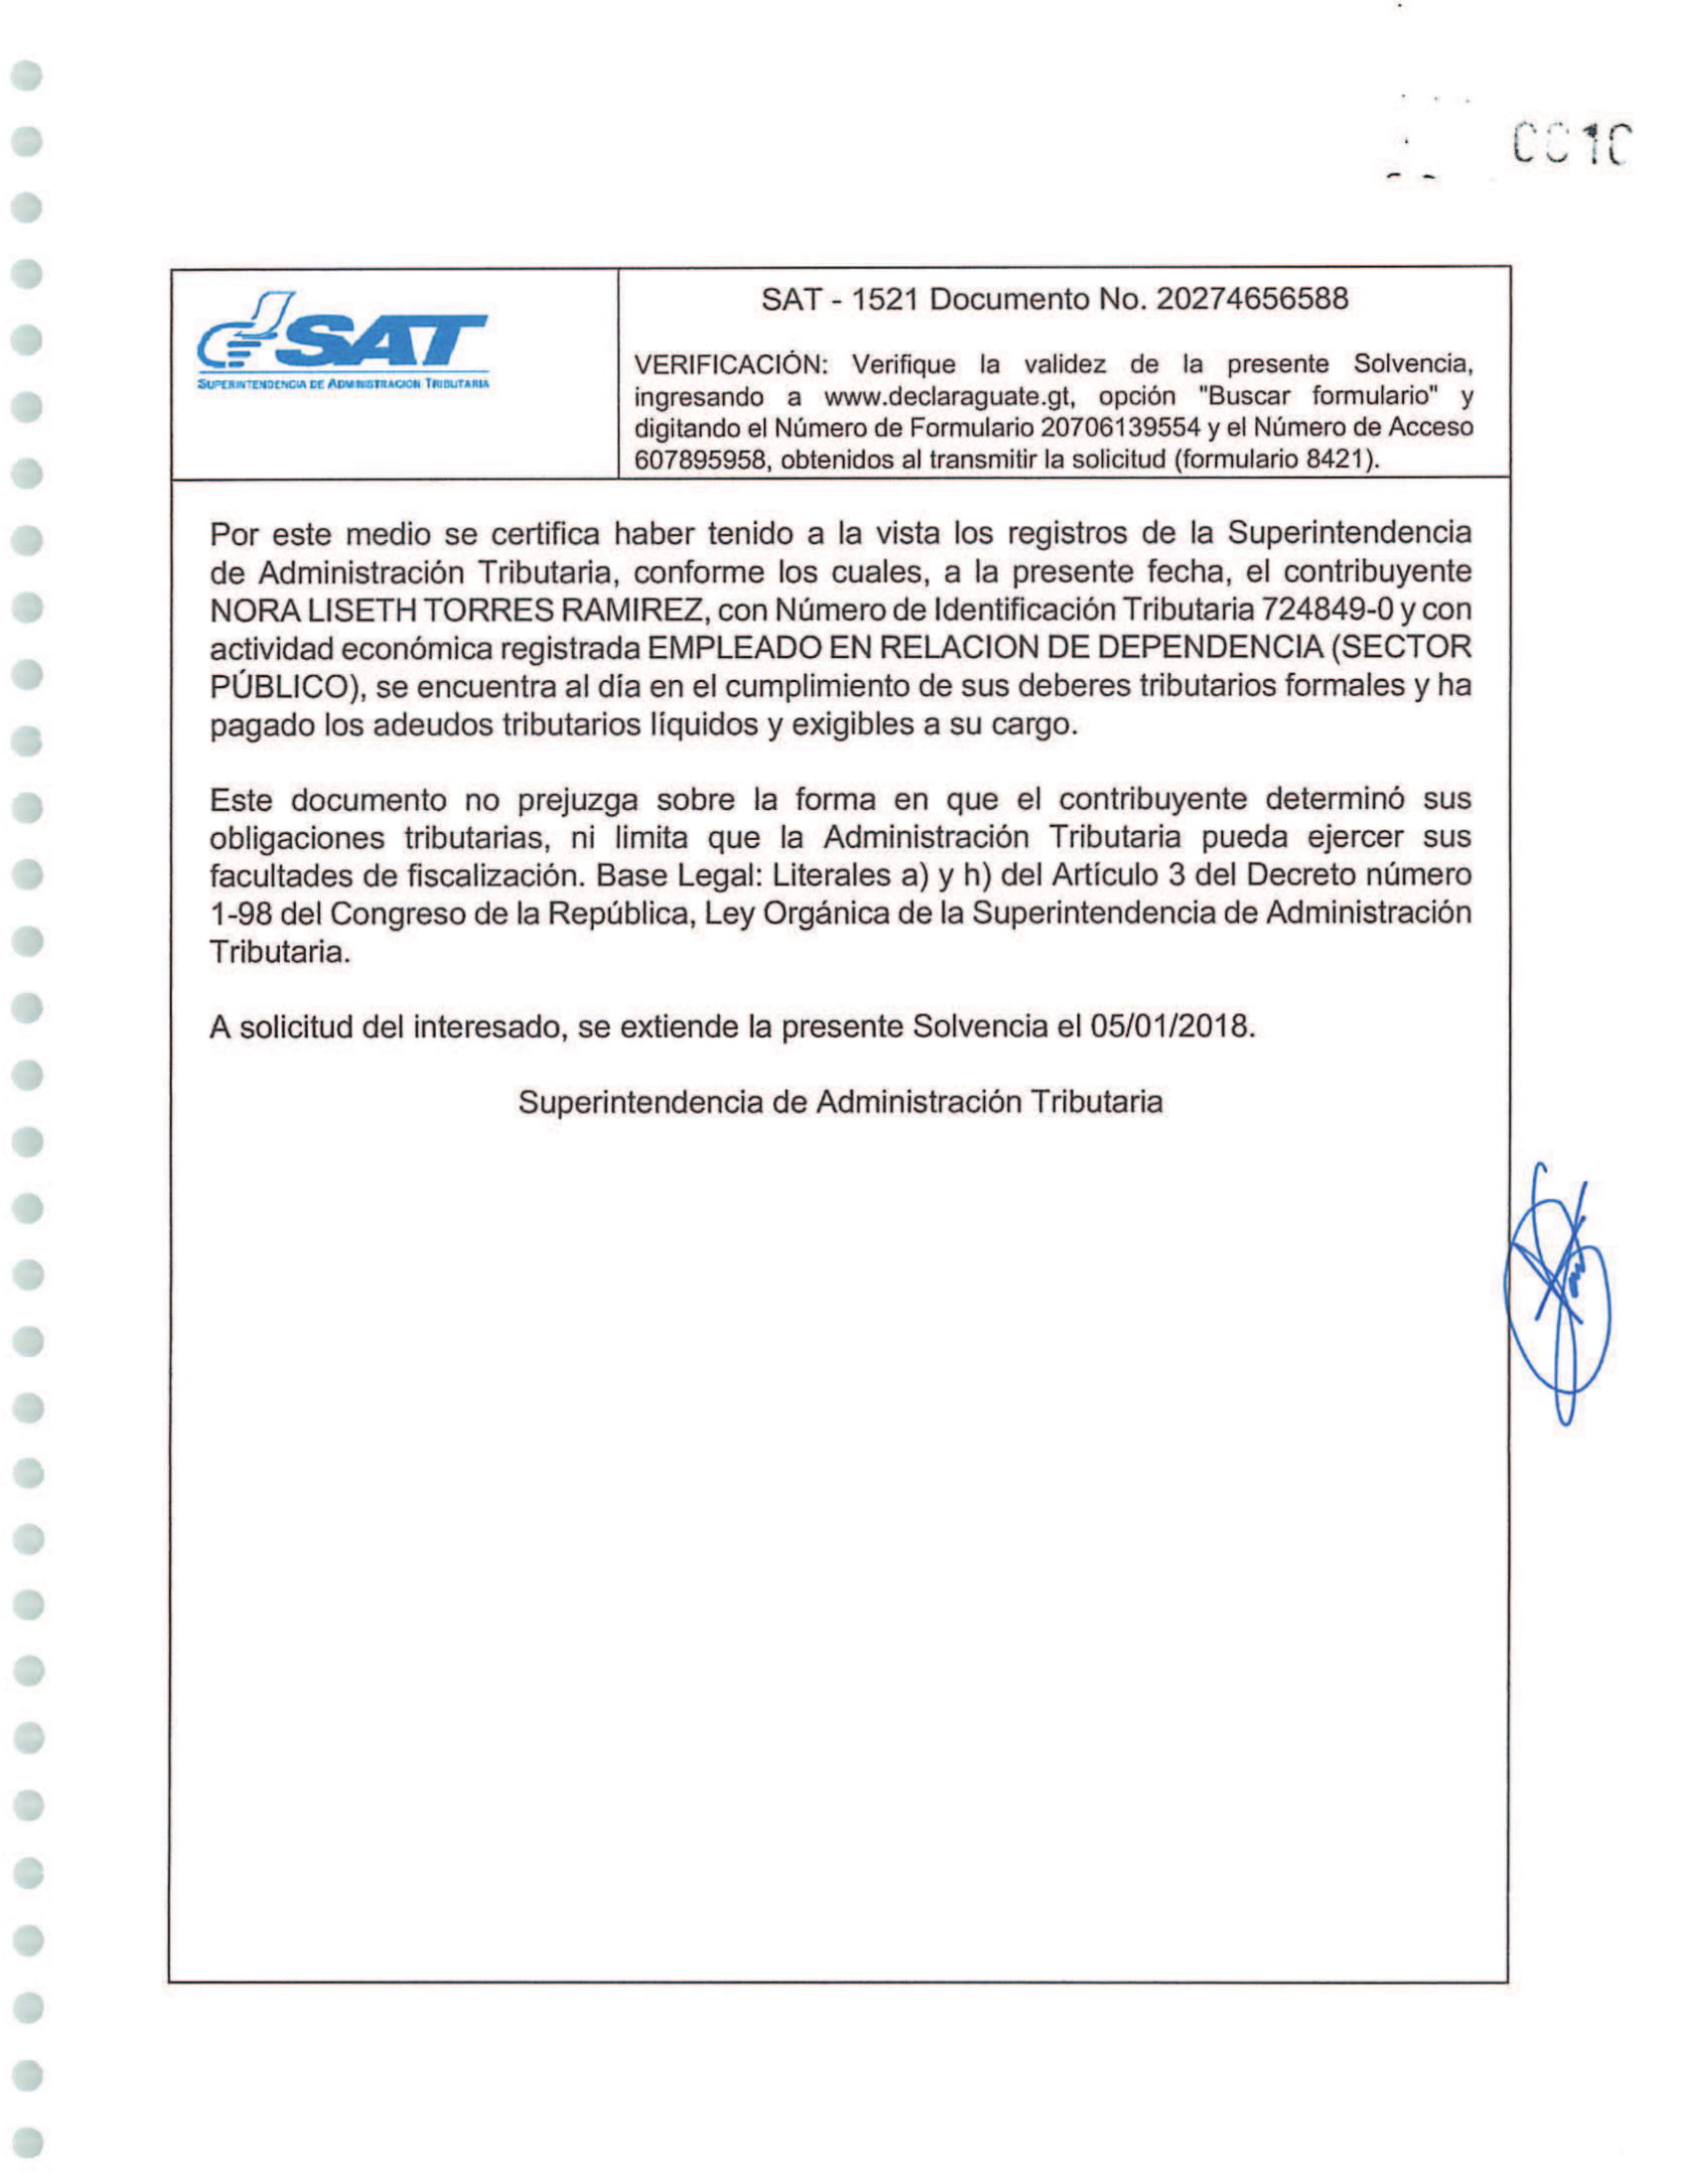 SAT
SUPERINTENDENCIA DE ADMINISTRACION TRIBUTARIA
SAT - 1521 Documento No. 20274656588
VERIFICACIÓN: Verifique la validez de la presente Solvencia,
ingresando a www.declaraguate.gt, opción "Buscar formulario" y
digitando el Número de Formulario 20706139554 y el Número de Acceso
607895958, obtenidos al transmitir la solicitud (formulario 8421).
Por este medio se certifica haber tenido a la vista los registros de la Superintendencia
de Administración Tributaria, conforme los cuales, a la presente fecha, el contribuyente
NORA LISETH TORRES RAMIREZ, con Número de Identificación Tributaria 724849-0 y con
actividad económica registrada EMPLEADO EN RELACION DE DEPENDENCIA (SECTOR
PÚBLICO), se encuentra al día en el cumplimiento de sus deberes tributarios formales y ha
pagado los adeudos tributarios líquidos y exigibles a su cargo.
Este documento no prejuzga sobre la forma en que el contribuyente determinó sus
obligaciones tributarias, ni limita que la Administración Tributaria pueda ejercer sus
facultades de fiscalización. Base Legal: Literales a) y h) del Artículo 3 del Decreto número
1-98 del Congreso de la República, Ley Orgánica de la Superintendencia de Administración
Tributaria.
A solicitud del interesado, se extiende la presente Solvencia el 05/01/2018.
Superintendencia de Administración Tributaria